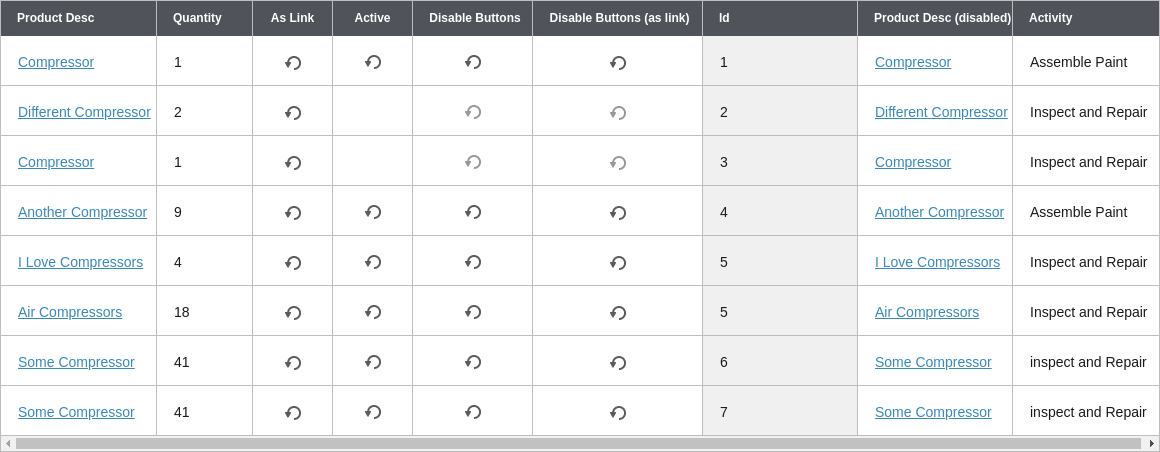 Product Desc Quantity As Link Active Disable Buttons Disable Buttons (as link) Id Product Desc (disabled) Activity
Compressor 1 1 Compressor Assemble Paint
Different Compressor 2 2 Different Compressor Inspect and Repair
Compressor 1 3 Compressor Inspect and Repair
Another Compressor 9 4 Another Compressor Assemble Paint
I Love Compressors 4 5 I Love Compressors Inspect and Repair
Air Compressors 18 5 Air Compressors Inspect and Repair
Some Compressor 41 6 Some Compressor inspect and Repair
Some Compressor 41 7 Some Compressor inspect and Repair